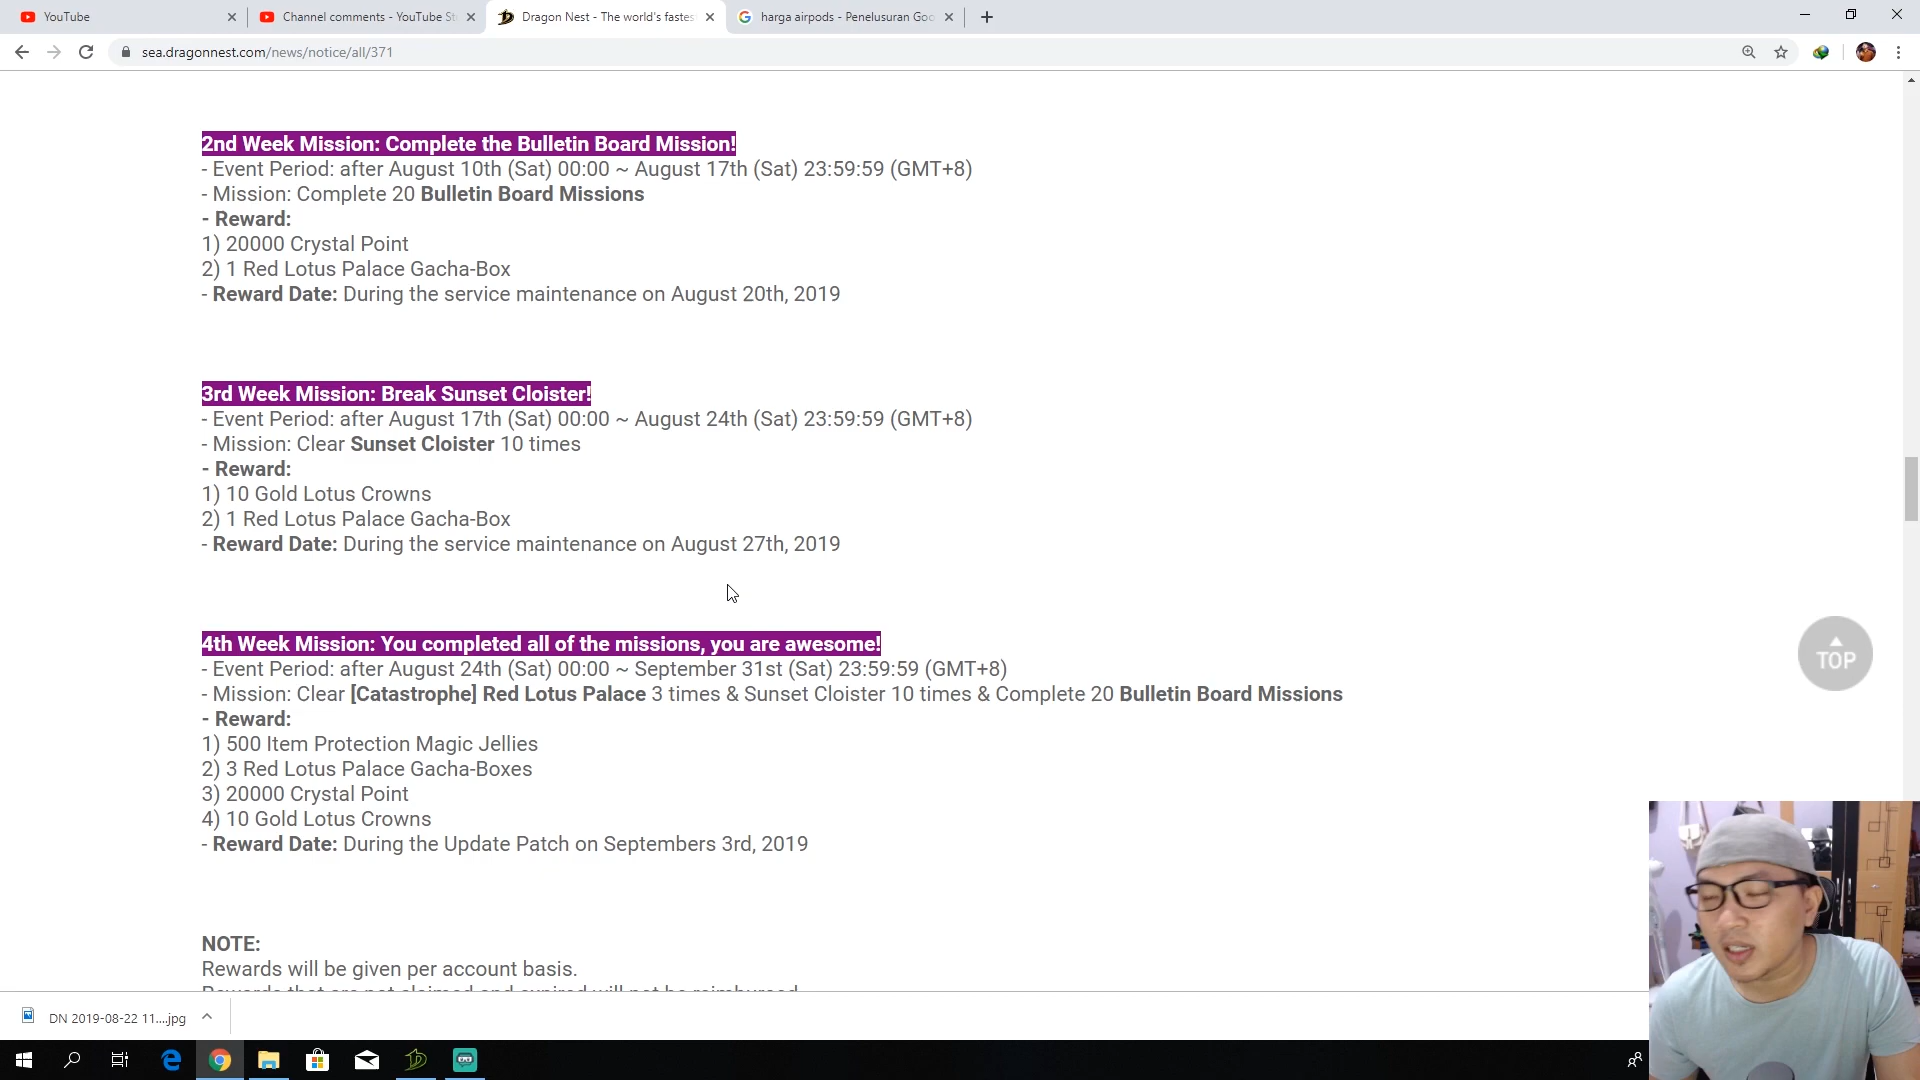 YouTube
Channel comments - YouTube St
Dragon Nest - The world's fastes
harga airpods - Penelusuran Goo
sea.dragonnest.com/news/notice/all/371
2nd Week Mission: Complete the Bulletin Board Mission!
- Event Period: after August 10th (Sat) 00:00 ~ August 17th (Sat) 23:59:59 (GMT+8)
- Mission: Complete 20 Bulletin Board Missions
- Reward:
1) 20000 Crystal Point
2) 1 Red Lotus Palace Gacha-Box
- Reward Date: During the service maintenance on August 20th, 2019
3rd Week Mission: Break Sunset Cloister!
- Event Period: after August 17th (Sat) 00:00 ~ August 24th (Sat) 23:59:59 (GMT+8)
- Mission: Clear Sunset Cloister 10 times
- Reward:
1) 10 Gold Lotus Crowns
2) 1 Red Lotus Palace Gacha-Box
- Reward Date: During the service maintenance on August 27th, 2019
4th Week Mission: You completed all of the missions, you are awesome!
- Event Period: after August 24th (Sat) 00:00 ~ September 31st (Sat) 23:59:59 (GMT+8)
- Mission: Clear [Catastrophe] Red Lotus Palace 3 times & Sunset Cloister 10 times & Complete 20 Bulletin Board Missions
- Reward:
1) 500 Item Protection Magic Jellies
2) 3 Red Lotus Palace Gacha-Boxes
3) 20000 Crystal Point
4) 10 Gold Lotus Crowns
- Reward Date: During the Update Patch on Septembers 3rd, 2019
TOP
NOTE:
Rewards will be given per account basis.
Rewards that are not claimed and expired will not be reimbursed
DN 2019-08-22 11....jpg